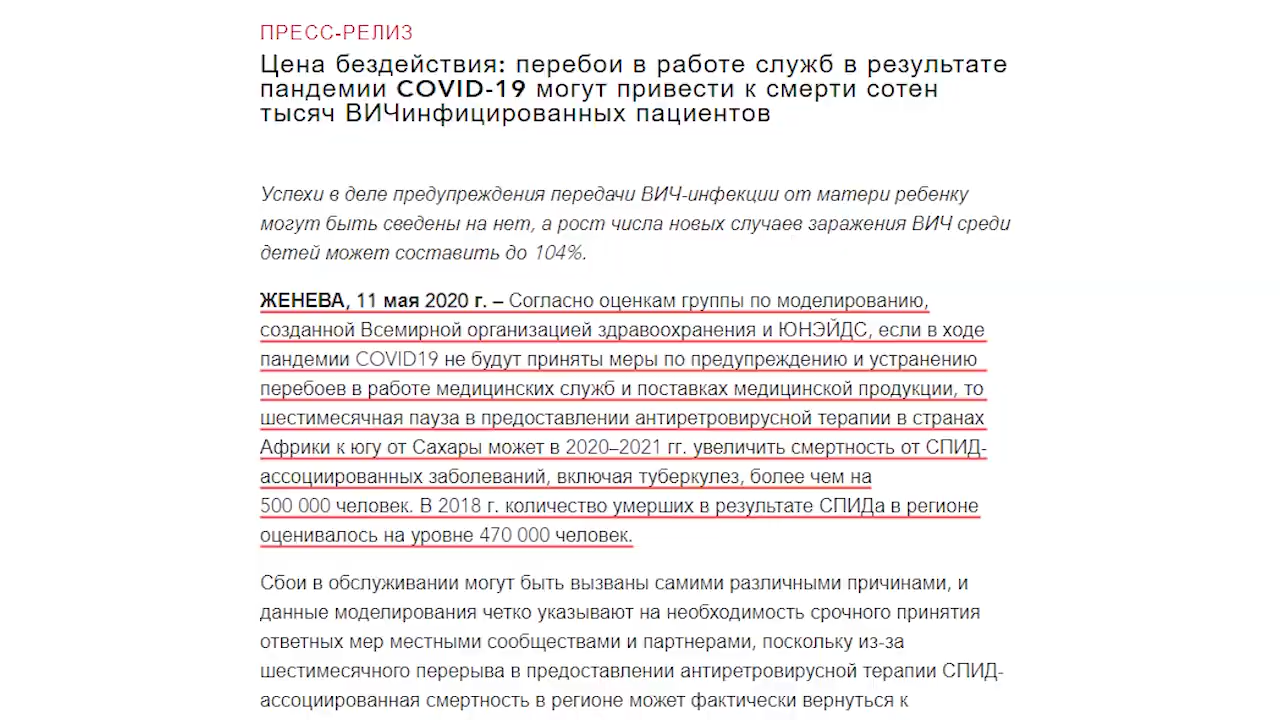 ПРЕСС-РЕЛИЗ
Цена бездействия: перебои в работе служб в результате
пандемии COVID-19 могут привести к смерти сотен
тысяч ВИЧинфицированных пациентов
Успехи в деле предупреждения передачи ВИЧ-инфекции от матери ребенку
могут быть сведены на нет, а рост числа новых случаев заражения ВИЧ среди
детей может составить до 104%.
ЖЕНЕВА, 11 мая 2020 г. – Согласно оценкам группы по моделированию,
созданной Всемирной организацией здравоохранения и ЮНЭЙДС, если в ходе
пандемии COVID19 не будут приняты меры по предупреждению и устранению
перебоев в работе медицинских служб и поставках медицинской продукции, то
шестимесячная пауза в предоставлении антиретровирусной терапии в странах
Африки к югу от Сахары может в 2020–2021 гг. увеличить смертность от СПИД-
ассоциированных заболеваний, включая туберкулез, более чем на
500 000 человек. В 2018 г. количество умерших в результате СПИДа в регионе
оценивалось на уровне 470 000 человек.
Сбои в обслуживании могут быть вызваны самими различными причинами, и
данные моделирования четко указывают на необходимость срочного принятия
ответных мер местными сообществами и партнерами, поскольку из-за
шестимесячного перерыва в предоставлении антиретровирусной терапии СПИД-
ассоциированная смертность в регионе может фактически вернуться к